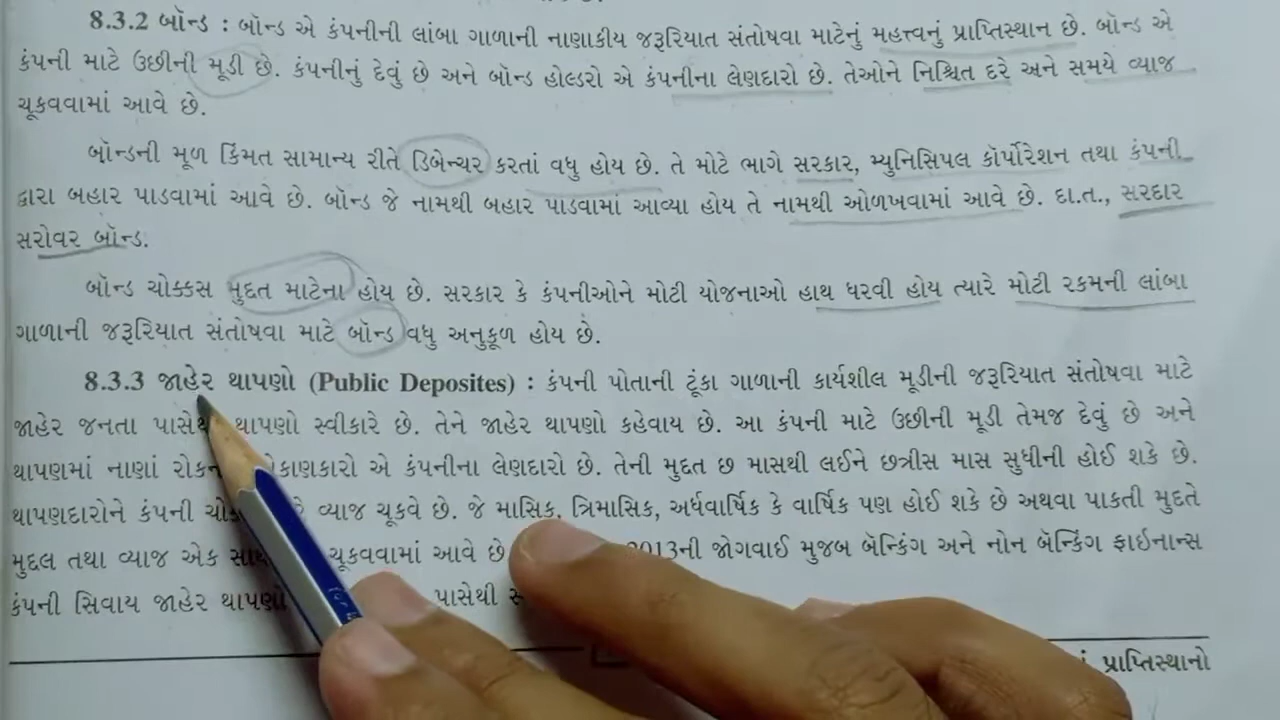 8.3.2 બૉન્ડ : બૉન્ડ એ કંપનીની લાંબા ગાળાની નાણાકીય જરૂરિયાત સંતોષવા માટેનું મહત્ત્વનું પ્રાપ્તિસ્થાન છે. બૉન્ડ એ
કંપની માટે ઉછીની મૂડી છે. કંપનીનું દેવું છે અને બૉન્ડ હોલ્ડરો એ કંપનીના લેણદારો છે. તેઓને નિશ્ચિત દરે અને સમયે વ્યાજ
ચૂકવવામાં આવે છે.
બૉન્ડની મૂળ કિંમત સામાન્ય રીતે ડિબેન્ચર કરતાં વધુ હોય છે. તે મોટે ભાગે સરકાર, મ્યુનિસિપલ કૉર્પોરેશન તથા કંપની
દ્વારા બહાર પાડવામાં આવે છે. બૉન્ડ જે નામથી બહાર પાડવામાં આવ્યા હોય તે નામથી ઓળખવામાં આવે છે. દા.ત., સરદાર
સરોવર બૉન્ડ.
બૉન્ડ ચોક્કસ મુદત માટેના હોય છે. સરકાર કે કંપનીઓને મોટી યોજનાઓ હાથ ધરવી હોય ત્યારે મોટી રકમની લાંબા
ગાળાની જરૂરિયાત સંતોષવા માટે બૉન્ડ વધુ અનુકૂળ હોય છે.
8.3.3 જાહેર થાપણો (Public Deposites) : કંપની પોતાની ટૂંકા ગાળાની કાર્યશીલ મૂડીની જરૂરિયાત સંતોષવા માટે
જાહેર જનતા થાપણો સ્વીકારે છે. તેને જાહેર થાપણો કહેવાય છે. આ કંપની માટે ઉછીની મૂડી તેમજ દેવું છે અને
થાપણમાં નાણાં એ કંપનીના લેણદારો છે. તેની મુદત છ માસથી લઈને છત્રીસ માસ સુધીની હોઈ શકે છે.
થાપણદારોને કંપની વ્યાજ ચૂકવે છે. જે માસિક, ત્રિમાસિક, અર્ધવાર્ષિક કે વાર્ષિક પણ હોઈ શકે છે અથવા પાકતી મુદતે
મુદલ તથા વ્યાજ એક ચૂકવવામાં આવે છે 2013ની જોગવાઈ મુજબ બૅન્કિંગ અને નોન બૅન્કિંગ ફાઈનાન્સ
કંપની સિવાય જાહેર થાપણો પાસેથી
પ્રાપ્તિસ્થાનો